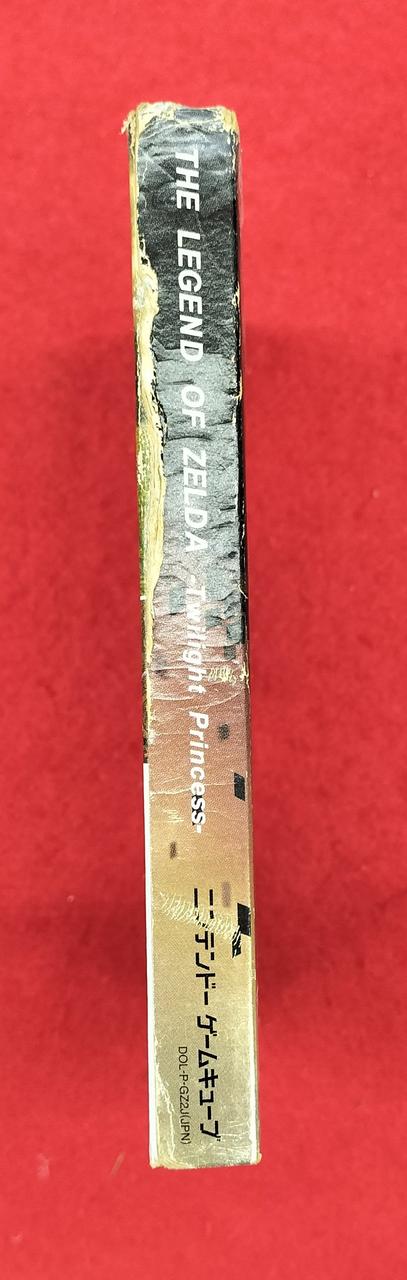 THE LEGEND OF ZELDA -Twilight Princess-
ニンテンドー ゲームキューブ
DOL-P-GZ2J(JPN)